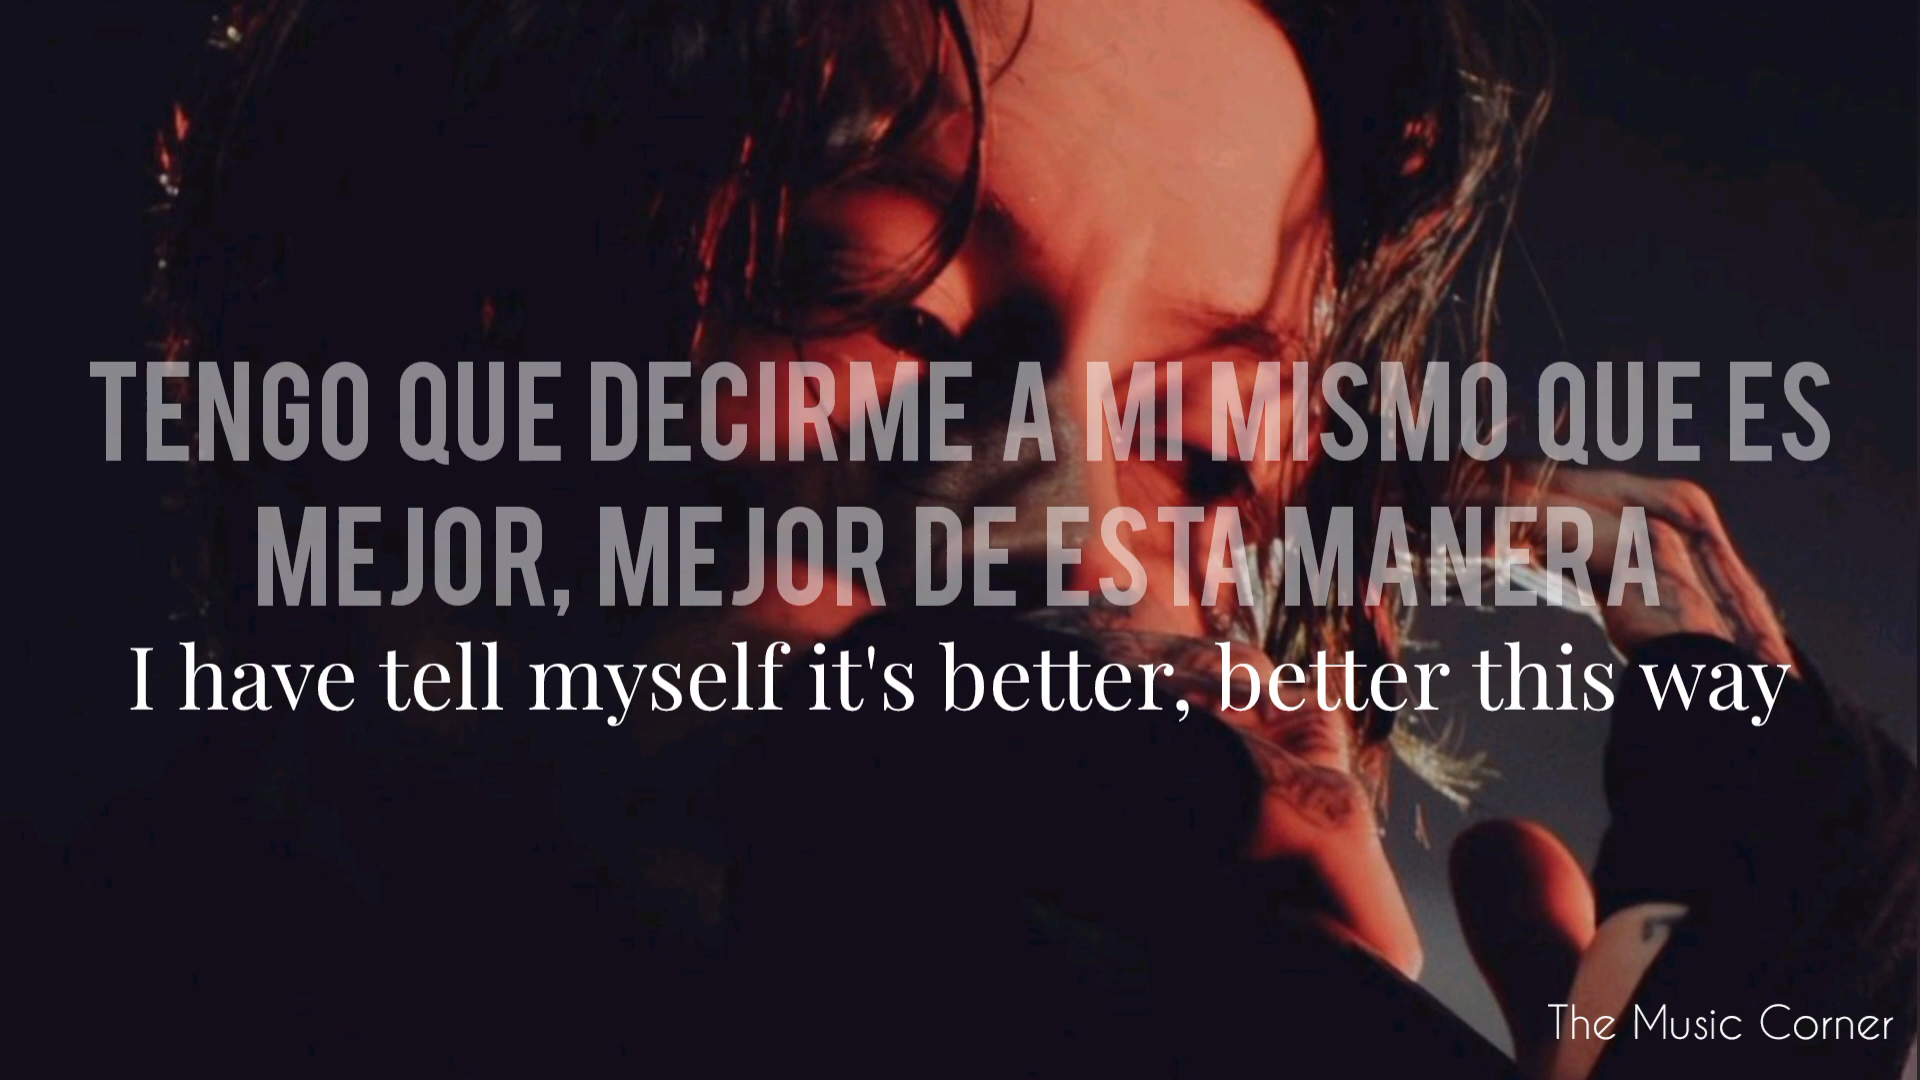 TENGO QUE DECIRME A MI MISMO QUE ES
MEJOR, MEJOR DE ESTA MANERA
I have tell myself it's better, better this way
The Music Corner